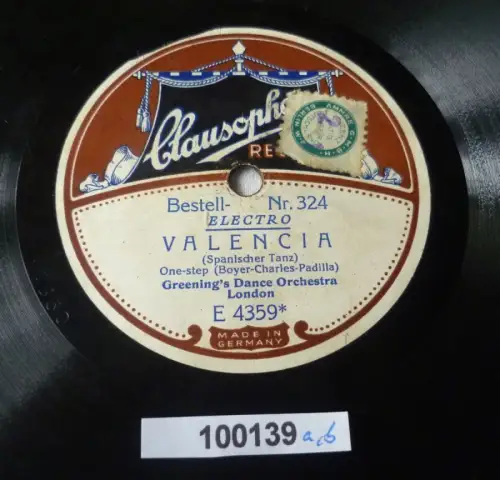 Clausophon
RE
Bestell- Nr. 324
ELECTRO
VALENCIA
(Spanischer Tanz)
One-step (Boyer-Charles-Padilla)
Greening's Dance Orchestra
London
E 4359*
MADE IN
GERMANY
100139 a,b